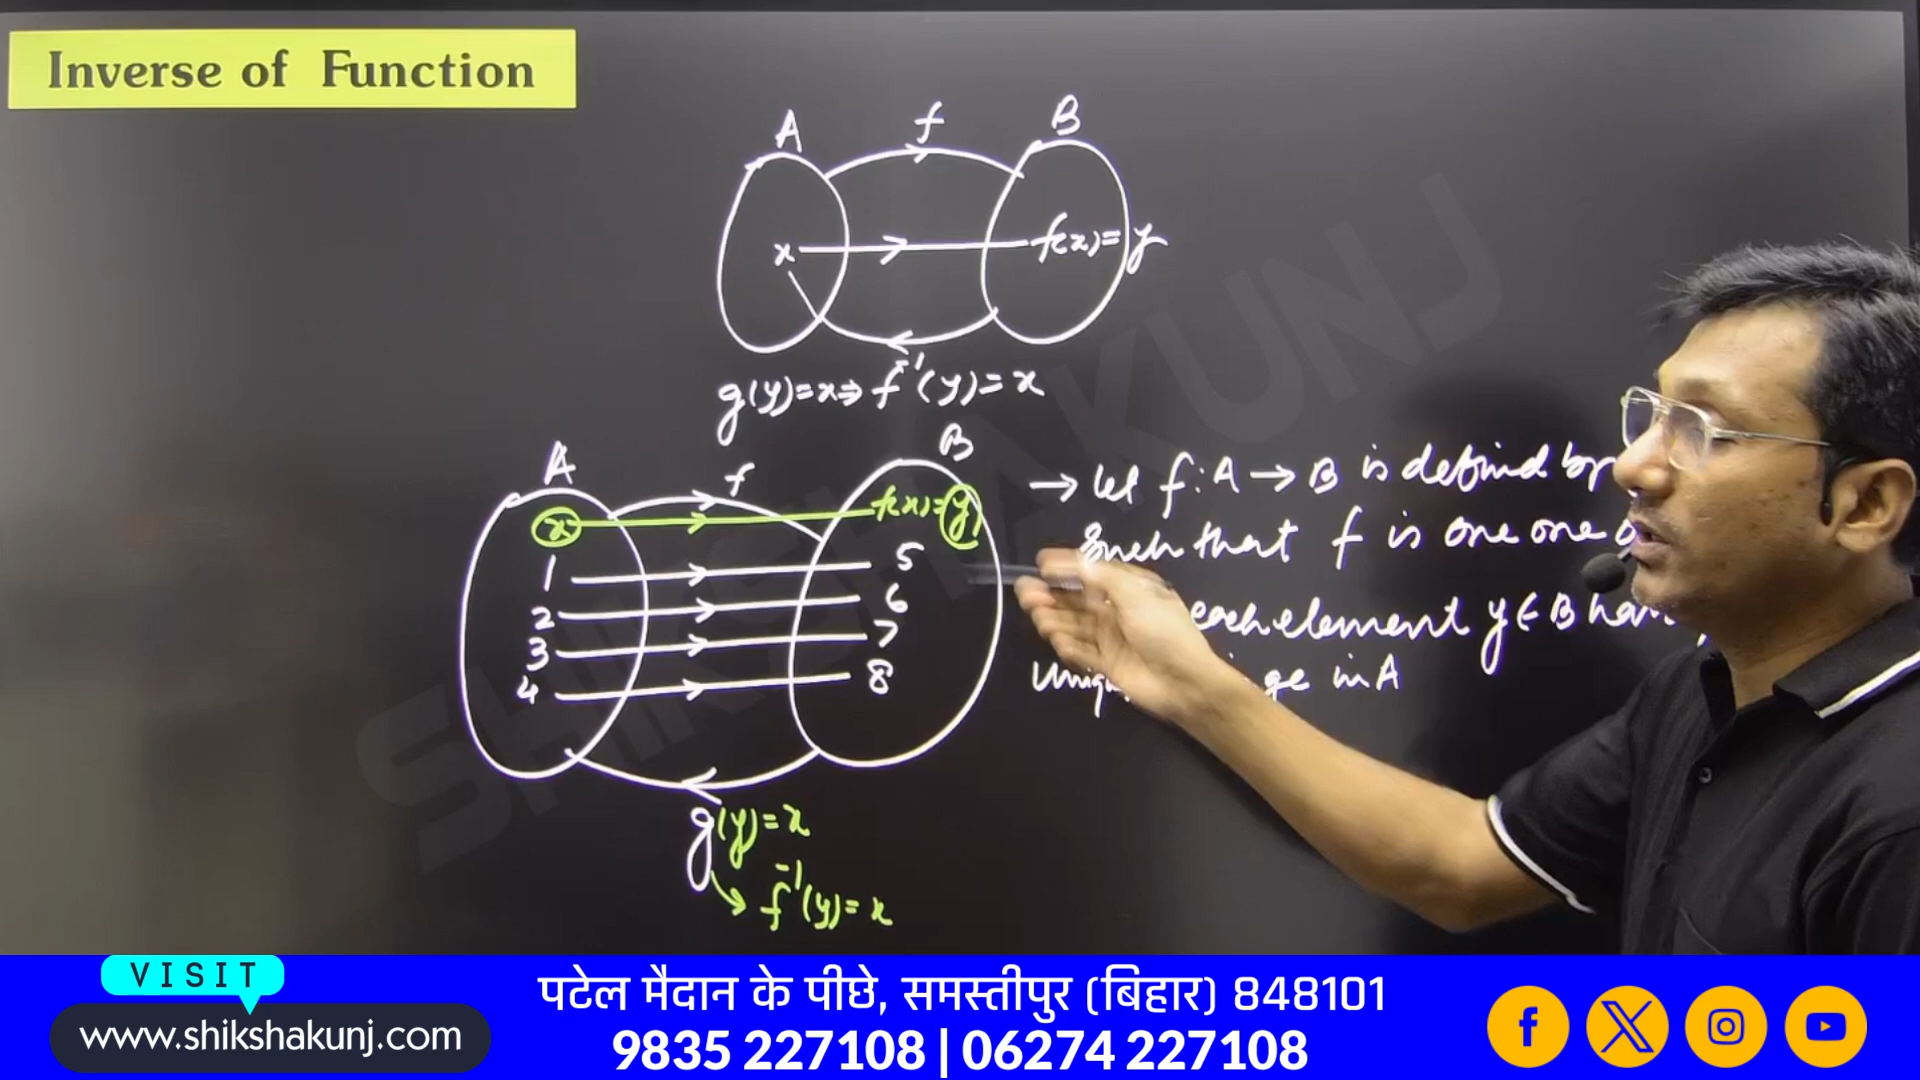 Inverse of Function
A f B
x f(x)=y
g(y)=x⇒ f⁻¹(y)=x
A f B
x f(x)=y
1 5
2 6
3 7
4 8
g(y)=x
→ f⁻¹(y)=x
→ Let f: A → B is defined by
Such that f is one one
each element y ∈ B have
in A
SHIKSHAKUNJ
VISIT
www.shikshakunj.com
पटेल मैदान के पीछे, समस्तीपुर (बिहार) 848101
9835 227108 | 06274 227108